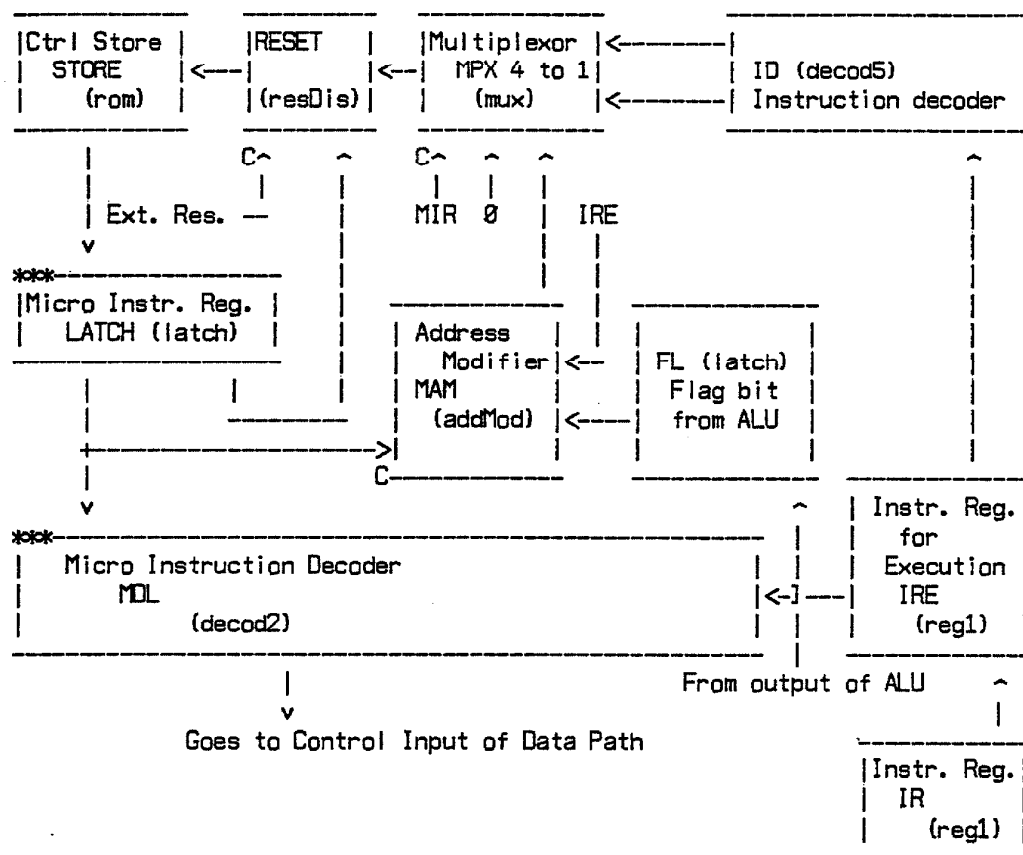 Ctrl Store RESET Multiplexor
STORE MPX 4 to 1 ID (decod5)
(rom) (resDis) (mux) Instruction decoder
C C
Ext. Res. MIR 0 IRE
***
Micro Instr. Reg.
LATCH (latch) Address
Modifier FL (latch)
MAM Flag bit
(addMod) from ALU
C
Instr. Reg.
*** for
Micro Instruction Decoder Execution
MDL IRE
(decod2) (reg1)
From output of ALU
Goes to Control Input of Data Path
Instr. Reg.
IR
(reg1)